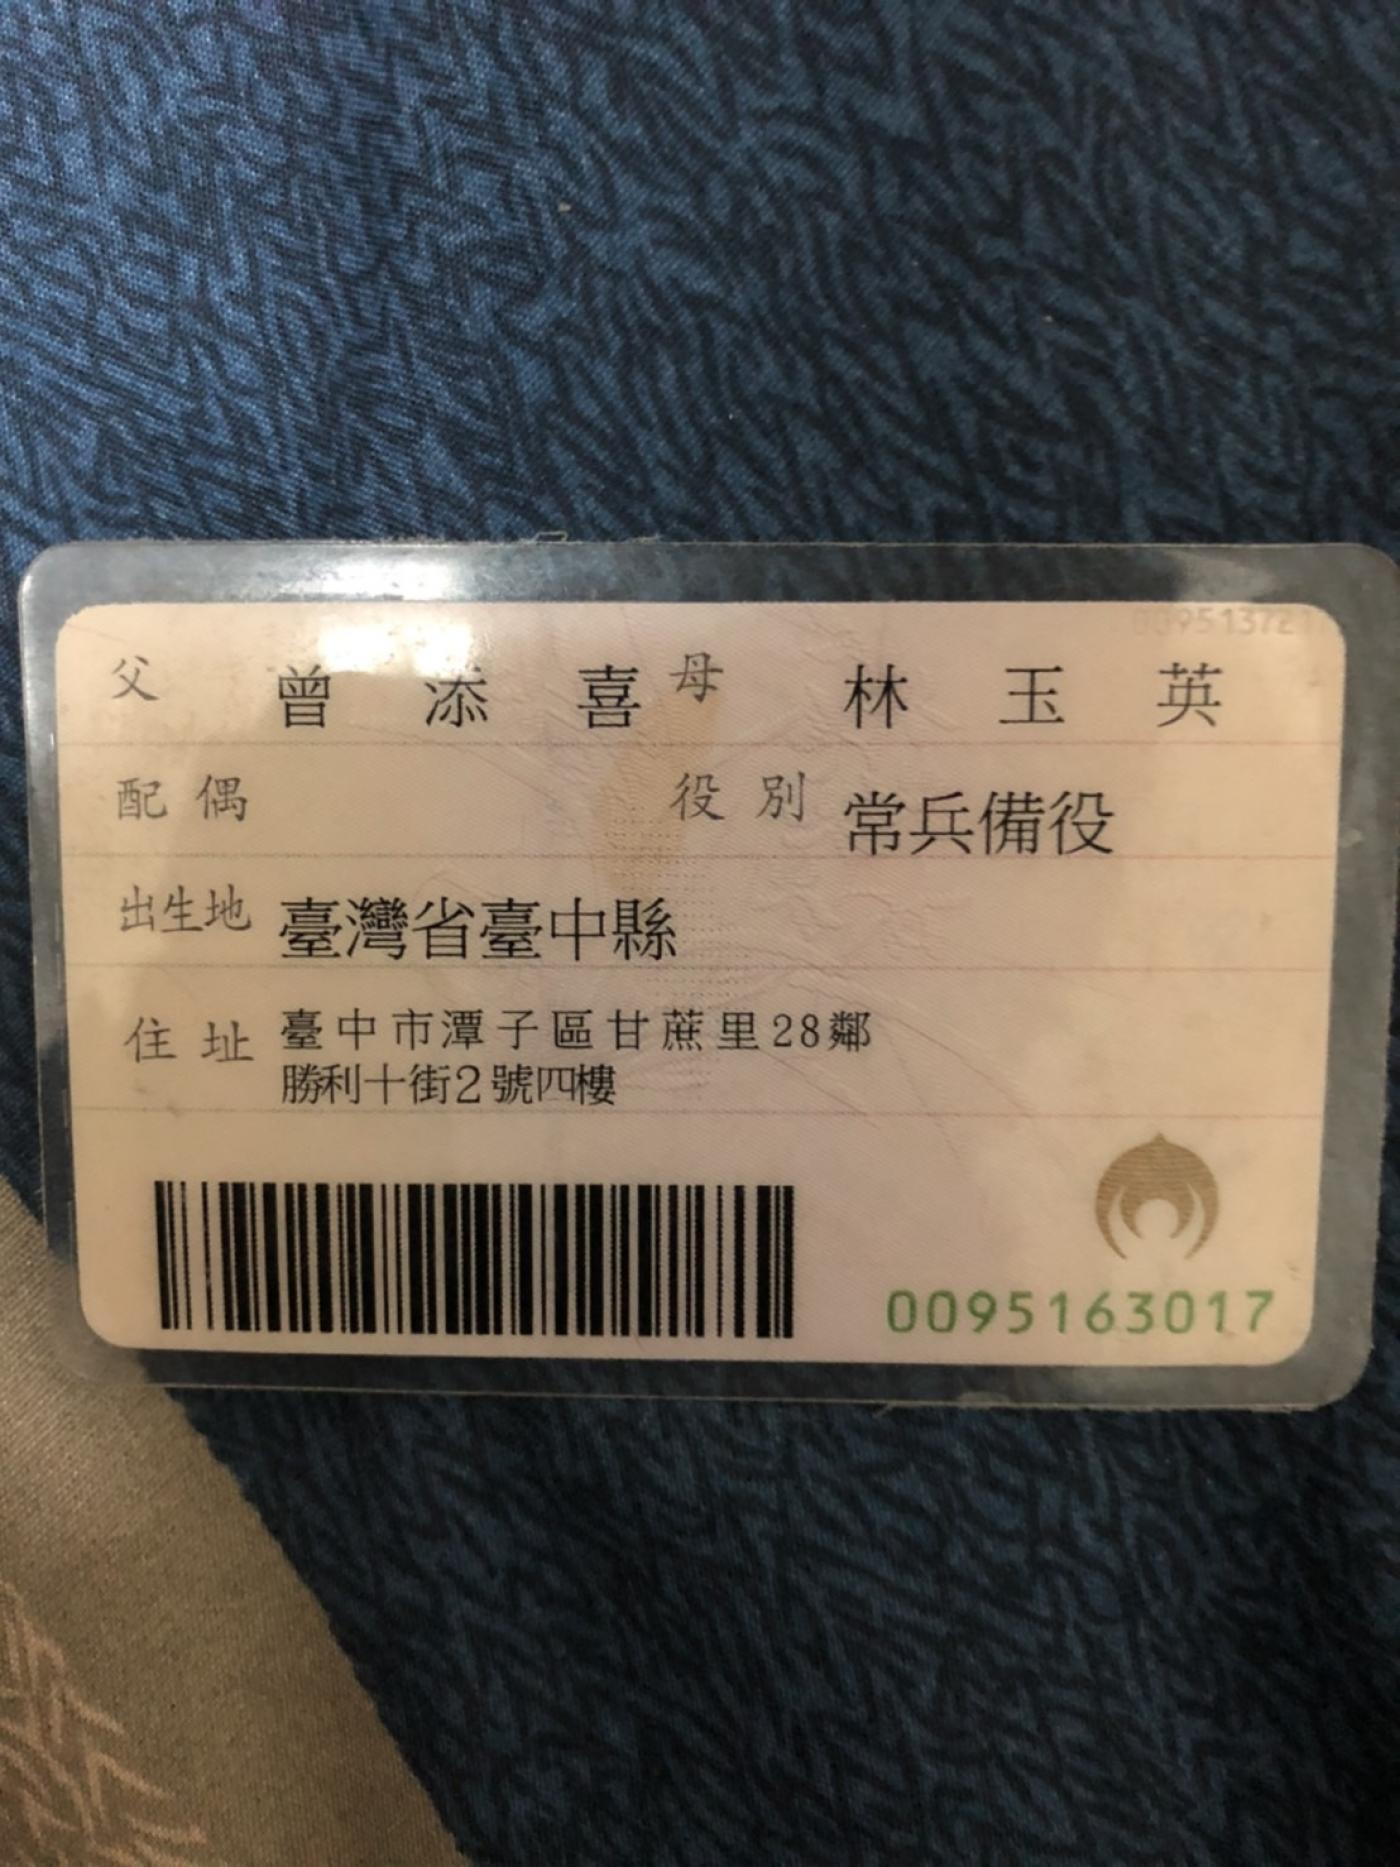 父 曾添喜 母 林玉英
配偶 役別 常兵備役
出生地 臺灣省臺中縣
住址 臺中市潭子區甘蔗里28鄰
勝利十街2號四樓
0095163017